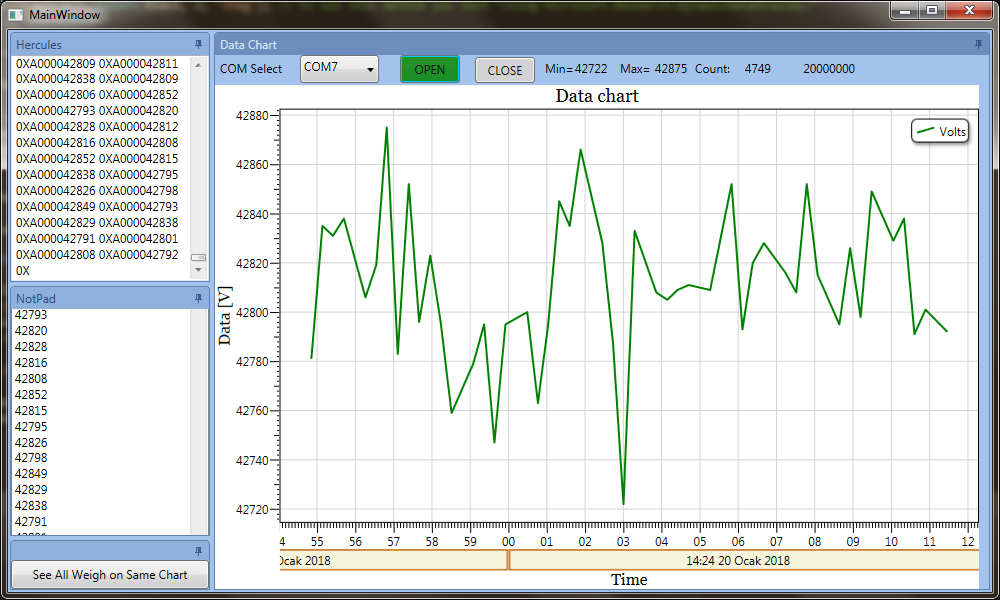 MainWindow
Hercules
0XA000042809 0XA000042811
0XA000042838 0XA000042809
0XA000042806 0XA000042852
0XA000042793 0XA000042820
0XA000042828 0XA000042812
0XA000042816 0XA000042808
0XA000042852 0XA000042815
0XA000042838 0XA000042795
0XA000042826 0XA000042798
0XA000042849 0XA000042793
0XA000042829 0XA000042838
0XA000042791 0XA000042801
0XA000042808 0XA000042792
0X
NotPad
42793
42820
42828
42816
42808
42852
42815
42795
42826
42798
42849
42829
42838
42791
See All Weigh on Same Chart
Data Chart
COM Select COM7 OPEN CLOSE Min= 42722 Max= 42875 Count: 4749 20000000
Data chart
Volts
Data [V]
42880
42860
42840
42820
42800
42780
42760
42740
42720
4 55 56 57 58 59 00 01 02 03 04 05 06 07 08 09 10 11 12
Ocak 2018 14:24 20 Ocak 2018
Time